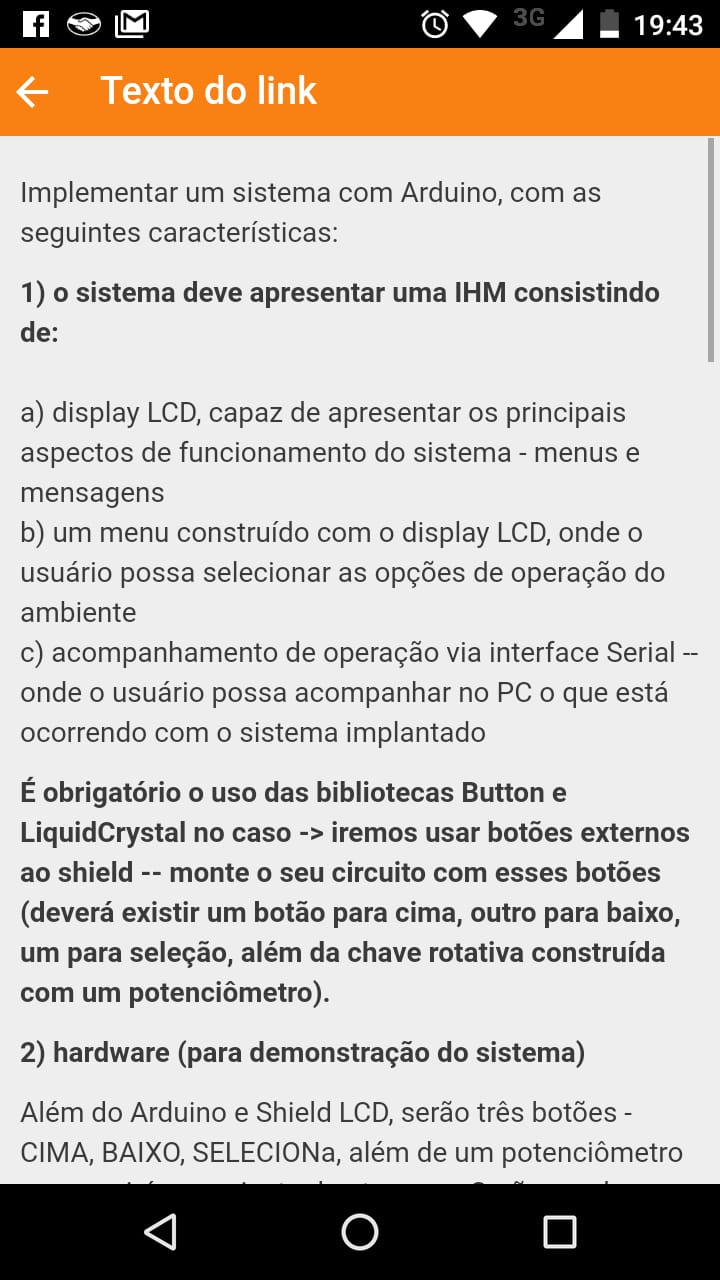 3G 19:43
Texto do link
Implementar um sistema com Arduino, com as
seguintes características:
1) o sistema deve apresentar uma IHM consistindo
de:
a) display LCD, capaz de apresentar os principais
aspectos de funcionamento do sistema - menus e
mensagens
b) um menu construído com o display LCD, onde o
usuário possa selecionar as opções de operação do
ambiente
c) acompanhamento de operação via interface Serial --
onde o usuário possa acompanhar no PC o que está
ocorrendo com o sistema implantado
É obrigatório o uso das bibliotecas Button e
LiquidCrystal no caso -> iremos usar botões externos
ao shield -- monte o seu circuito com esses botões
(deverá existir um botão para cima, outro para baixo,
um para seleção, além da chave rotativa construída
com um potenciômetro).
2) hardware (para demonstração do sistema)
Além do Arduino e Shield LCD, serão três botões -
CIMA, BAIXO, SELECIONa, além de um potenciômetro